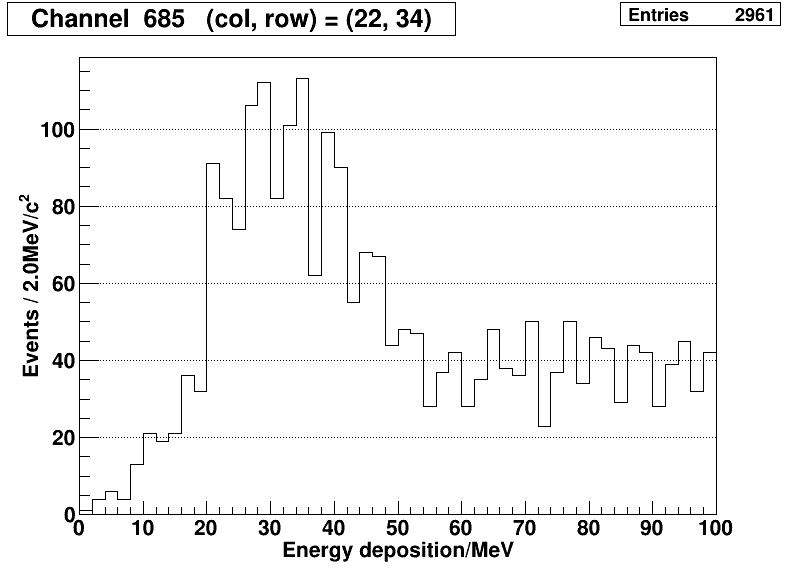 Channel 685 (col, row) = (22, 34)
Entries 2961
Events / 2.0MeV/c²
100
80
60
40
20
0
0 10 20 30 40 50 60 70 80 90 100
Energy deposition/MeV